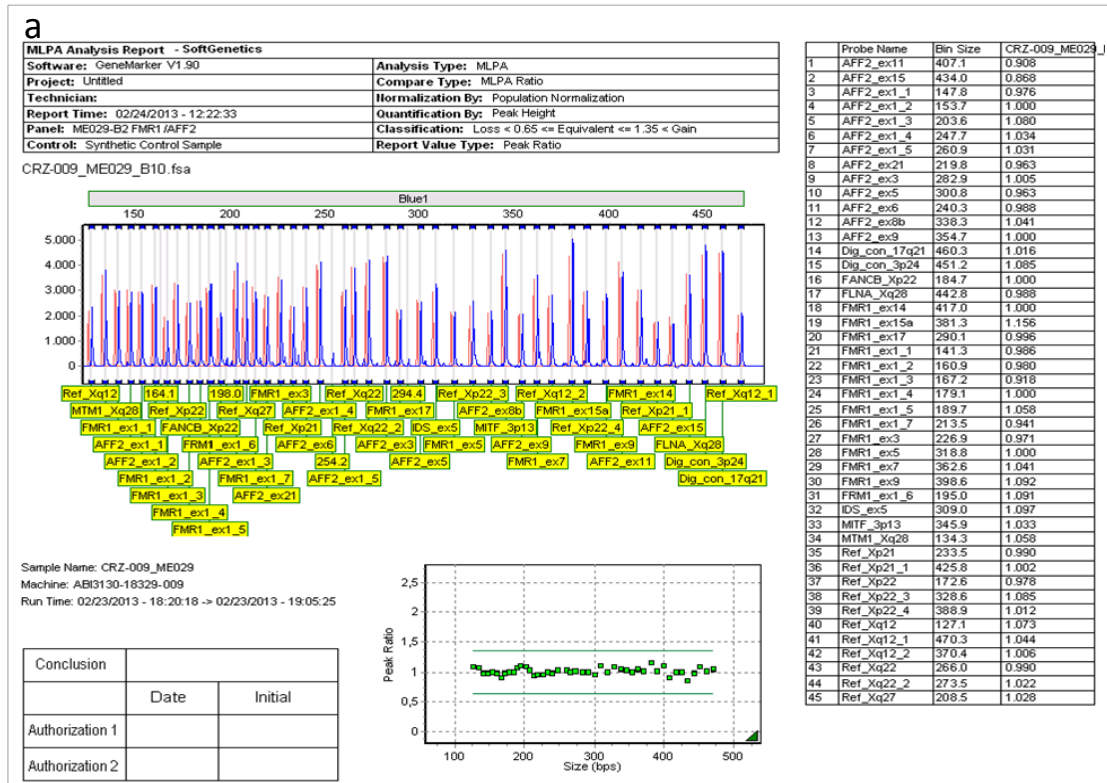 a
MLPA Analysis Report - SoftGenetics
Software: GeneMarker V1.90 Analysis Type: MLPA
Project: Untitled Compare Type: MLPA Ratio
Technician: Normalization By: Population Normalization
Report Time: 02/24/2013 - 12:22:33 Quantification By: Peak Height
Panel: ME029-B2 FMR1/AFF2 Classification: Loss < 0.65 <= Equivalent <= 1.35 < Gain
Control: Synthetic Control Sample Report Value Type: Peak Ratio
CRZ-009_ME029_B10.fsa
Blue1
150 200 250 300 350 400 450
5.000
4.000
3.000
2.000
1.000
0
Ref_Xq12 164.1 198.0 FMR1_ex3 Ref_Xq22 294.4 Ref_Xp22_3 Ref_Xq12_2 FMR1_ex14 Ref_Xq12_1
MTM1_Xq28 Ref_Xp22 Ref_Xq27 AFF2_ex1_4 FMR1_ex17 AFF2_ex8b FMR1_ex15a Ref_Xp21_1
FMR1_ex1_1 FANCB_Xp22 Ref_Xp21 Ref_Xq22_2 IDS_ex5 MITF_3p13 Ref_Xp22_4 AFF2_ex15
AFF2_ex1_1 FRM1_ex1_6 AFF2_ex6 AFF2_ex3 FMR1_ex5 AFF2_ex9 FMR1_ex9 FLNA_Xq28
AFF2_ex1_2 AFF2_ex1_3 254.2 AFF2_ex5 FMR1_ex7 AFF2_ex11 Dig_con_3p24
FMR1_ex1_2 FMR1_ex1_7 AFF2_ex1_5 Dig_con_17q21
FMR1_ex1_3 AFF2_ex21
FMR1_ex1_4
FMR1_ex1_5
Sample Name: CRZ-009_ME029
Machine: ABI3130-18329-009
Run Time: 02/23/2013 - 18:20:18 -> 02/23/2013 - 19:05:25
Conclusion
Date Initial
Authorization 1
Authorization 2
Peak Ratio
2,5
2
1,5
1
0,5
0
100 200 300 400 500
Size (bps)
Probe Name Bin Size CRZ-009_ME029_
1 AFF2_ex11 407.1 0.908
2 AFF2_ex15 434.0 0.868
3 AFF2_ex1_1 147.8 0.976
4 AFF2_ex1_2 153.7 1.000
5 AFF2_ex1_3 203.6 1.080
6 AFF2_ex1_4 247.7 1.034
7 AFF2_ex1_5 260.9 1.031
8 AFF2_ex21 219.8 0.963
9 AFF2_ex3 282.9 1.005
10 AFF2_ex5 300.8 0.963
11 AFF2_ex6 240.3 0.988
12 AFF2_ex8b 338.3 1.041
13 AFF2_ex9 354.7 1.000
14 Dig_con_17q21 460.3 1.016
15 Dig_con_3p24 451.2 1.085
16 FANCB_Xp22 184.7 1.000
17 FLNA_Xq28 442.8 0.988
18 FMR1_ex14 417.0 1.000
19 FMR1_ex15a 381.3 1.156
20 FMR1_ex17 290.1 0.996
21 FMR1_ex1_1 141.3 0.986
22 FMR1_ex1_2 160.9 0.980
23 FMR1_ex1_3 167.2 0.918
24 FMR1_ex1_4 179.1 1.000
25 FMR1_ex1_5 189.7 1.058
26 FMR1_ex1_7 213.5 0.941
27 FMR1_ex3 226.9 0.971
28 FMR1_ex5 318.8 1.000
29 FMR1_ex7 362.6 1.041
30 FMR1_ex9 398.6 1.092
31 FRM1_ex1_6 195.0 1.091
32 IDS_ex5 309.0 1.097
33 MITF_3p13 345.9 1.033
34 MTM1_Xq28 134.3 1.058
35 Ref_Xp21 233.5 0.990
36 Ref_Xp21_1 425.8 1.002
37 Ref_Xp22 172.6 0.978
38 Ref_Xp22_3 328.6 1.085
39 Ref_Xp22_4 388.9 1.012
40 Ref_Xq12 127.1 1.073
41 Ref_Xq12_1 470.3 1.044
42 Ref_Xq12_2 370.4 1.006
43 Ref_Xq22 266.0 0.990
44 Ref_Xq22_2 273.5 1.022
45 Ref_Xq27 208.5 1.028